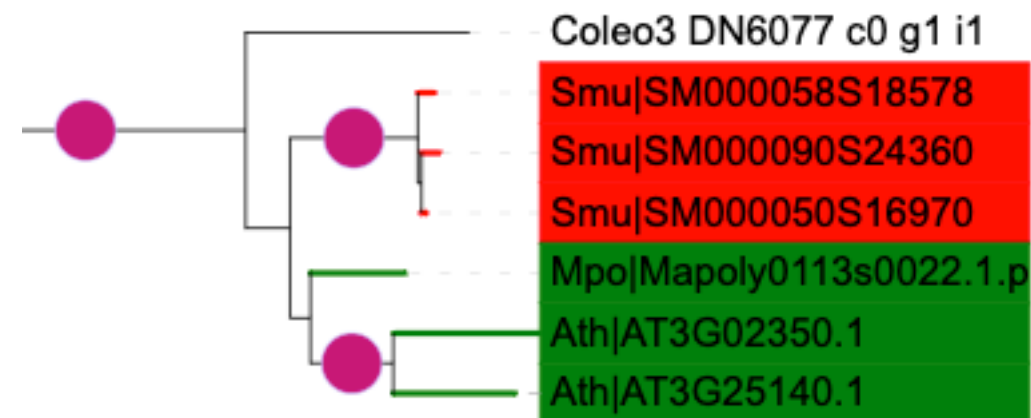 Coleo3 DN6077 c0 g1 i1
Smu|SM000058S18578
Smu|SM000090S24360
Smu|SM000050S16970
Mpo|Mapoly0113s0022.1.p
Ath|AT3G02350.1
Ath|AT3G25140.1